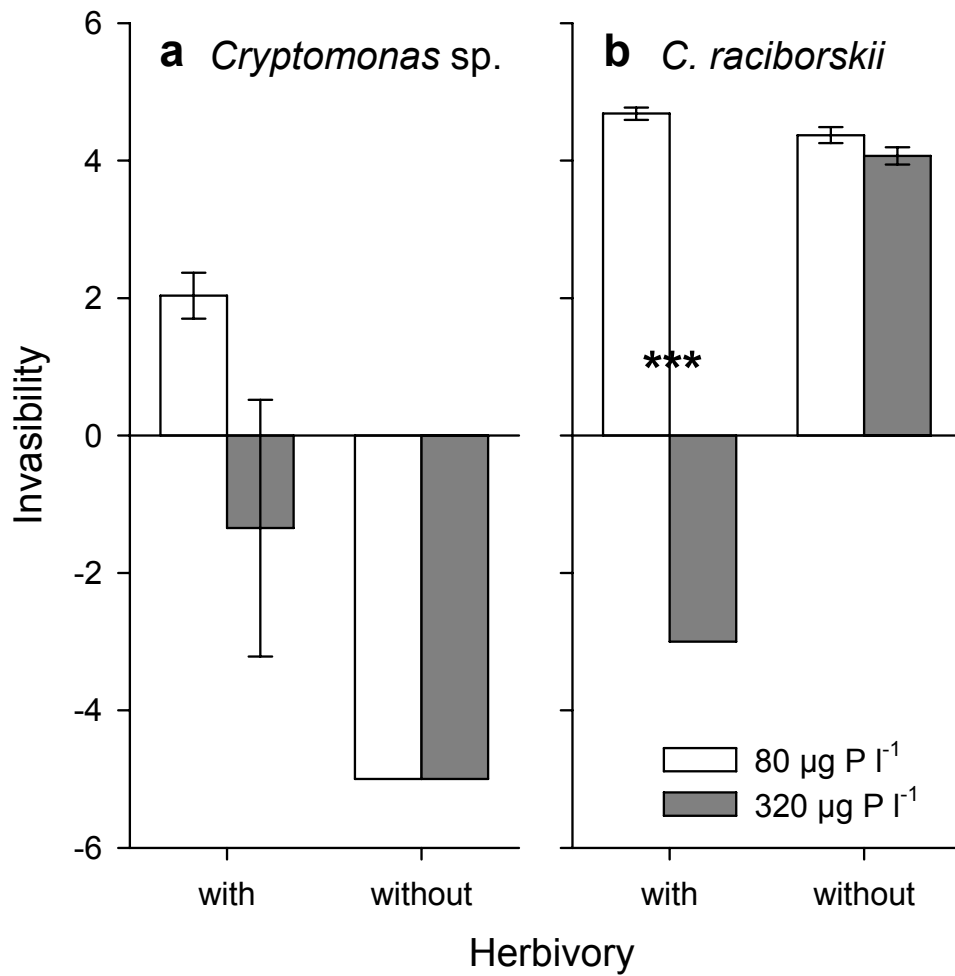 a Cryptomonas sp.
b C. raciborskii
6
4
2
0
-2
-4
-6
Invasibility
***
80 µg P l⁻¹
320 µg P l⁻¹
with without with without
Herbivory